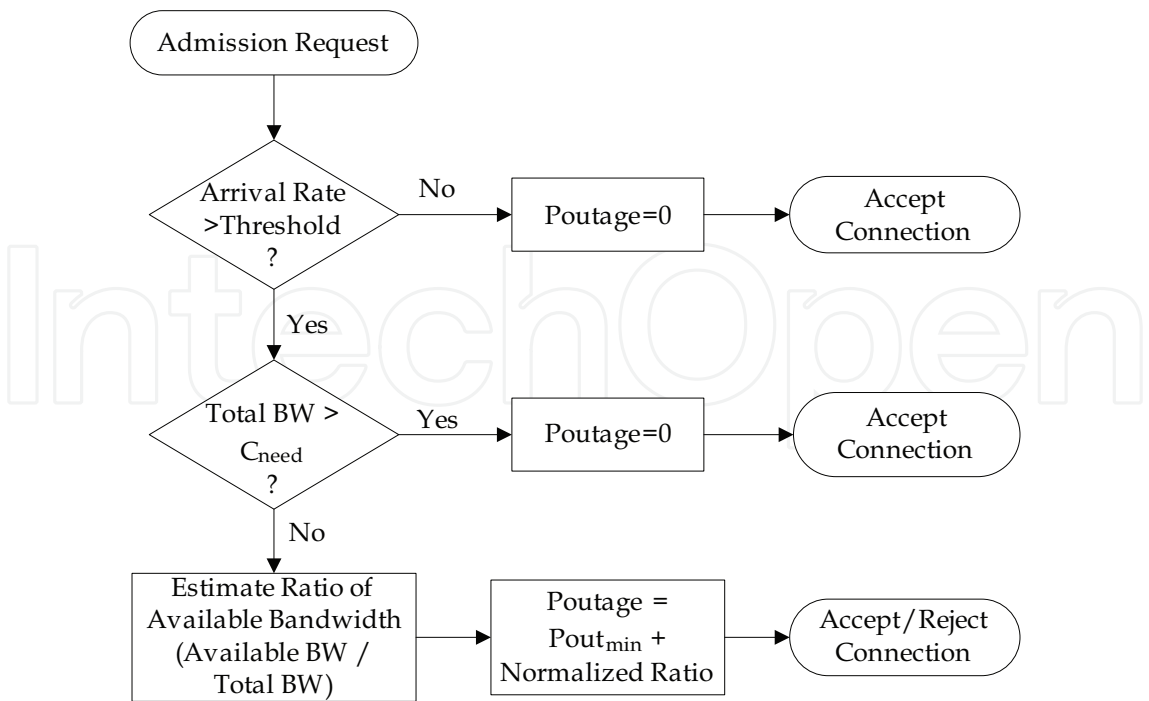 Admission Request
Arrival Rate
>Threshold
?
No
Poutage=0
Accept
Connection
Yes
Total BW >
Cneed
?
Yes
Poutage=0
Accept
Connection
No
Estimate Ratio of
Available Bandwidth
(Available BW /
Total BW)
Poutage =
Poutmin +
Normalized Ratio
Accept/Reject
Connection
IntechOpen